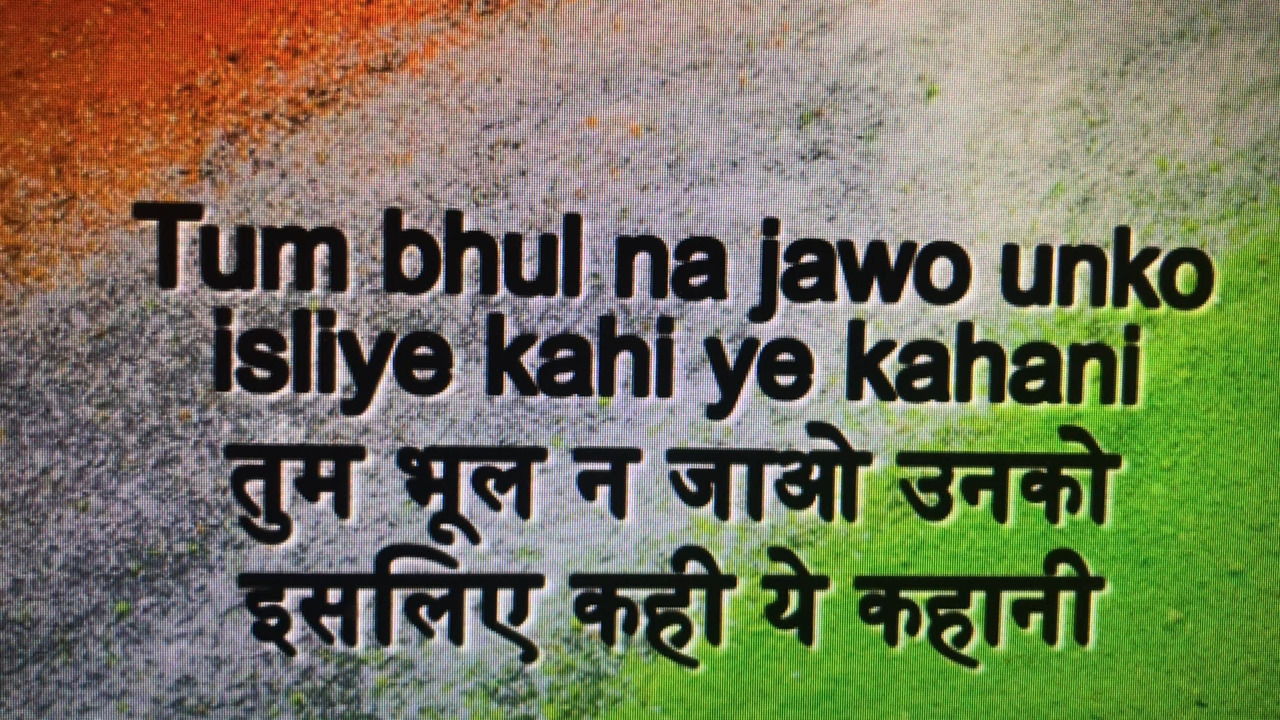 Tum bhul na jawo unko
isliye kahi ye kahani
तुम भूल न जाओ उनको
इसलिए कही ये कहानी